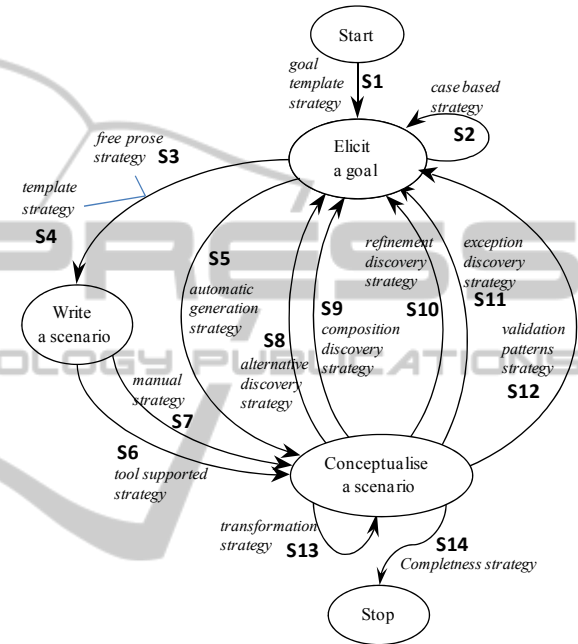 Start
goal
template
strategy
S1
case based
strategy
S2
Elicit
a goal
free prose
strategy S3
template
strategy
S4
S5
automatic
generation
strategy
refinement
discovery
strategy
S10
exception
discovery
strategy
S11
S9
composition
discovery
strategy
S8
alternative
discovery
strategy
validation
patterns
strategy
S12
Write
a scenario
manual
strategy
S7
S6
tool supported
strategy
Conceptualise
a scenario
transformation
strategy S13
S14
Completness strategy
Stop
PRESS
OLOGY PUBLICATIONS